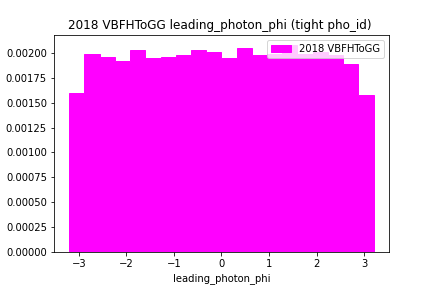 2018 VBFHToGG leading_photon_phi (tight pho_id)
2018 VBFHToGG
0.00200
0.00175
0.00150
0.00125
0.00100
0.00075
0.00050
0.00025
0.00000
−3 −2 −1 0 1 2 3
leading_photon_phi